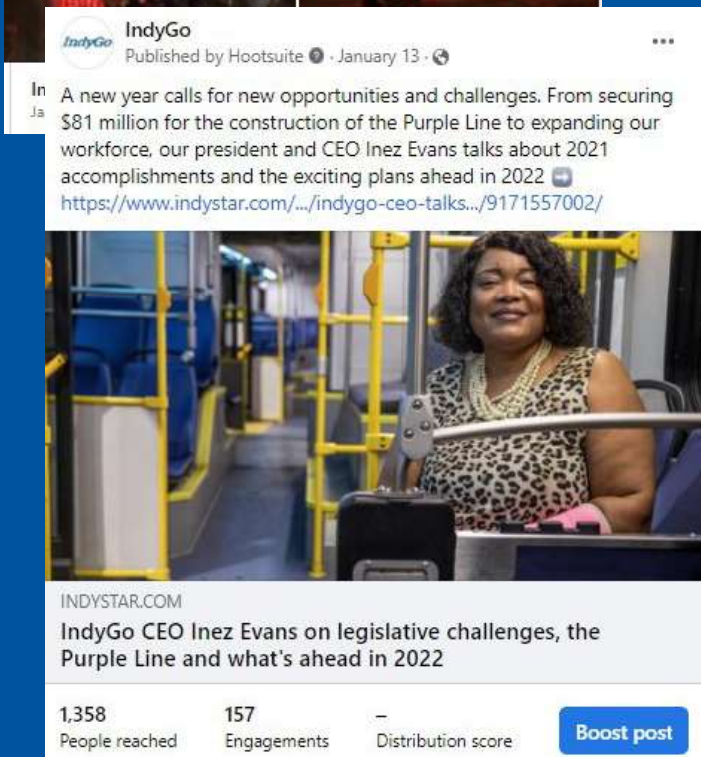 IndyGo
IndyGo
Published by Hootsuite · January 13 ·
In
Ja
A new year calls for new opportunities and challenges. From securing
$81 million for the construction of the Purple Line to expanding our
workforce, our president and CEO Inez Evans talks about 2021
accomplishments and the exciting plans ahead in 2022 ➡️
https://www.indystar.com/.../indygo-ceo-talks.../9171557002/
INDYSTAR.COM
IndyGo CEO Inez Evans on legislative challenges, the
Purple Line and what's ahead in 2022
1,358
People reached
157
Engagements
–
Distribution score
Boost post